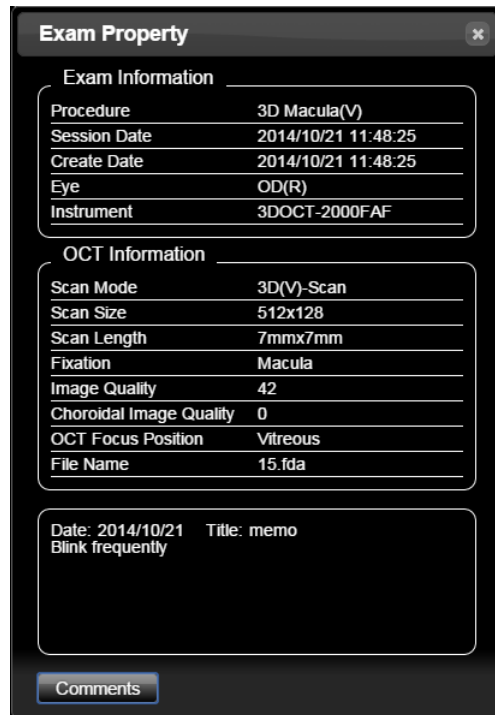 Exam Property
Exam Information
Procedure 3D Macula(V)
Session Date 2014/10/21 11:48:25
Create Date 2014/10/21 11:48:25
Eye OD(R)
Instrument 3DOCT-2000FAF
OCT Information
Scan Mode 3D(V)-Scan
Scan Size 512x128
Scan Length 7mmx7mm
Fixation Macula
Image Quality 42
Choroidal Image Quality 0
OCT Focus Position Vitreous
File Name 15.fda
Date: 2014/10/21 Title: memo
Blink frequently
Comments